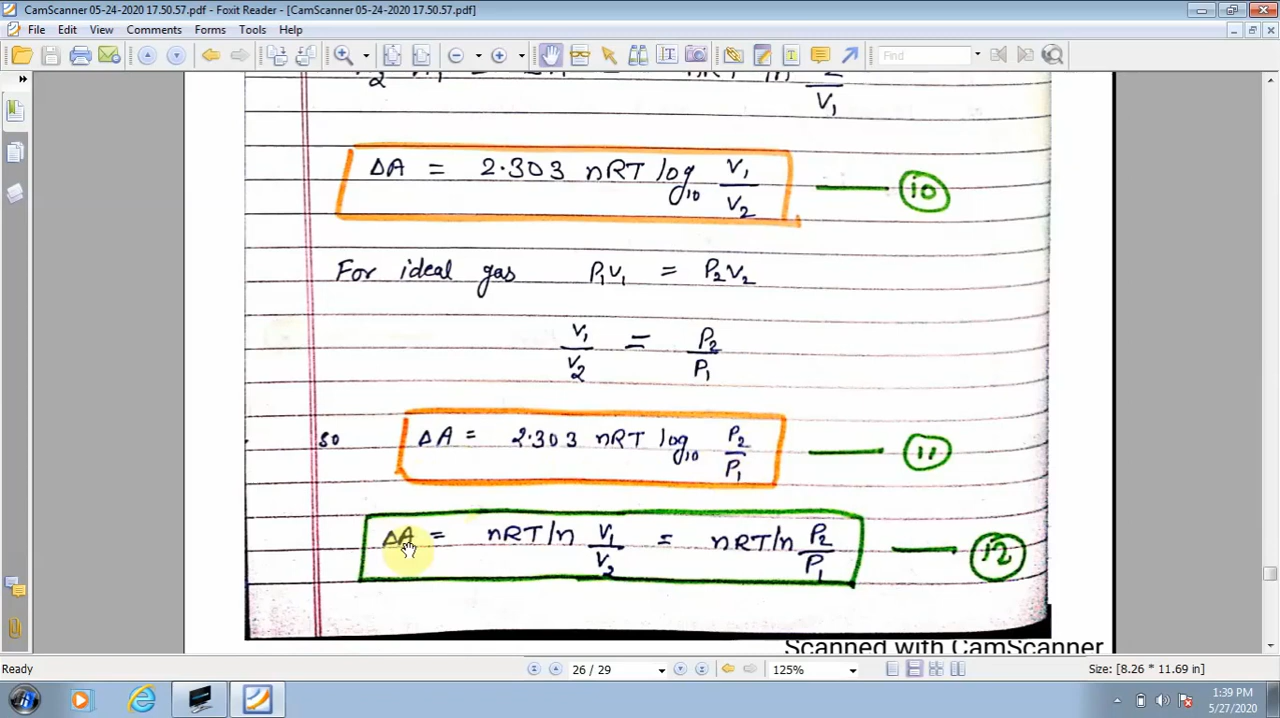 CamScanner 05-24-2020 17.50.57.pdf - Foxit Reader - [CamScanner 05-24-2020 17.50.57.pdf]
File Edit View Comments Forms Tools Help
Find
ΔA = 2.303 nRT log10 V1/V2 —— 10
For ideal gas P1V1 = P2V2
V1/V2 = P2/P1
so ΔA = 2.303 nRT log10 P2/P1 —— 11
ΔA = nRT ln V1/V2 = nRT ln P2/P1 —— 12
Scanned with CamScanner
Ready 26 / 29 125% Size: [8.26 * 11.69 in]
1:39 PM
5/27/2020